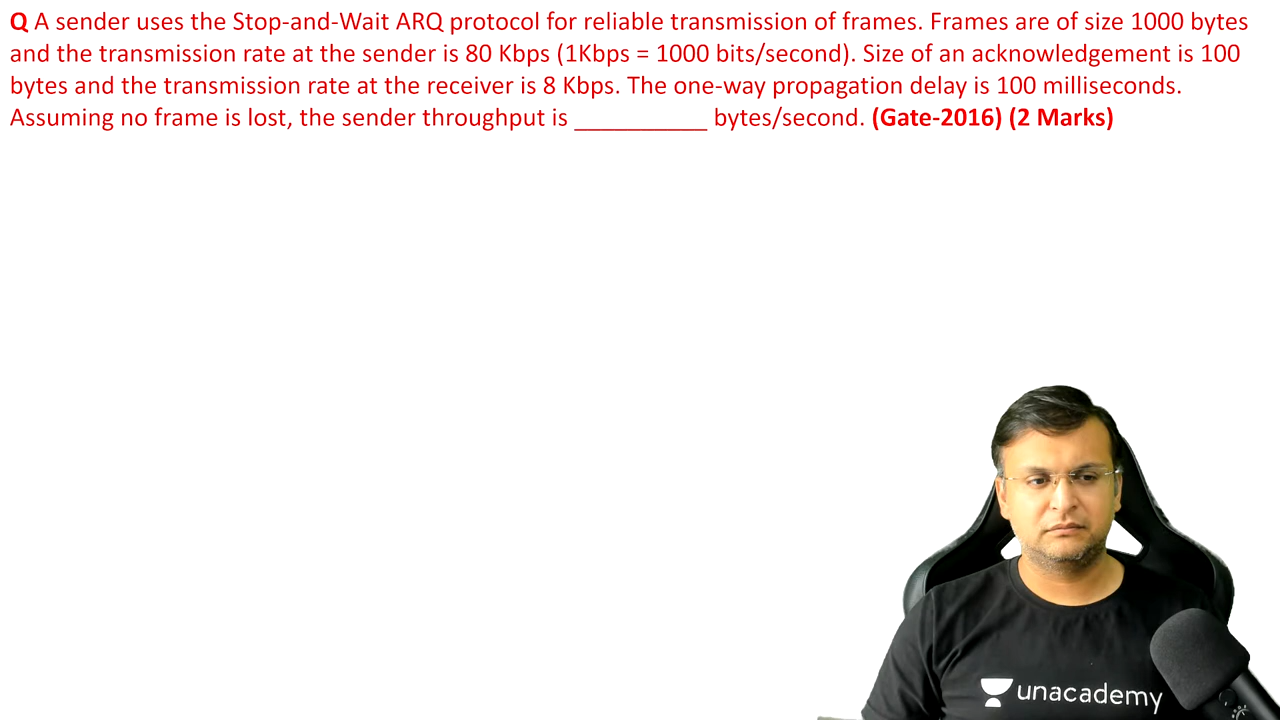 Q A sender uses the Stop-and-Wait ARQ protocol for reliable transmission of frames. Frames are of size 1000 bytes
and the transmission rate at the sender is 80 Kbps (1Kbps = 1000 bits/second). Size of an acknowledgement is 100
bytes and the transmission rate at the receiver is 8 Kbps. The one-way propagation delay is 100 milliseconds.
Assuming no frame is lost, the sender throughput is __________ bytes/second. (Gate-2016) (2 Marks)
unacademy